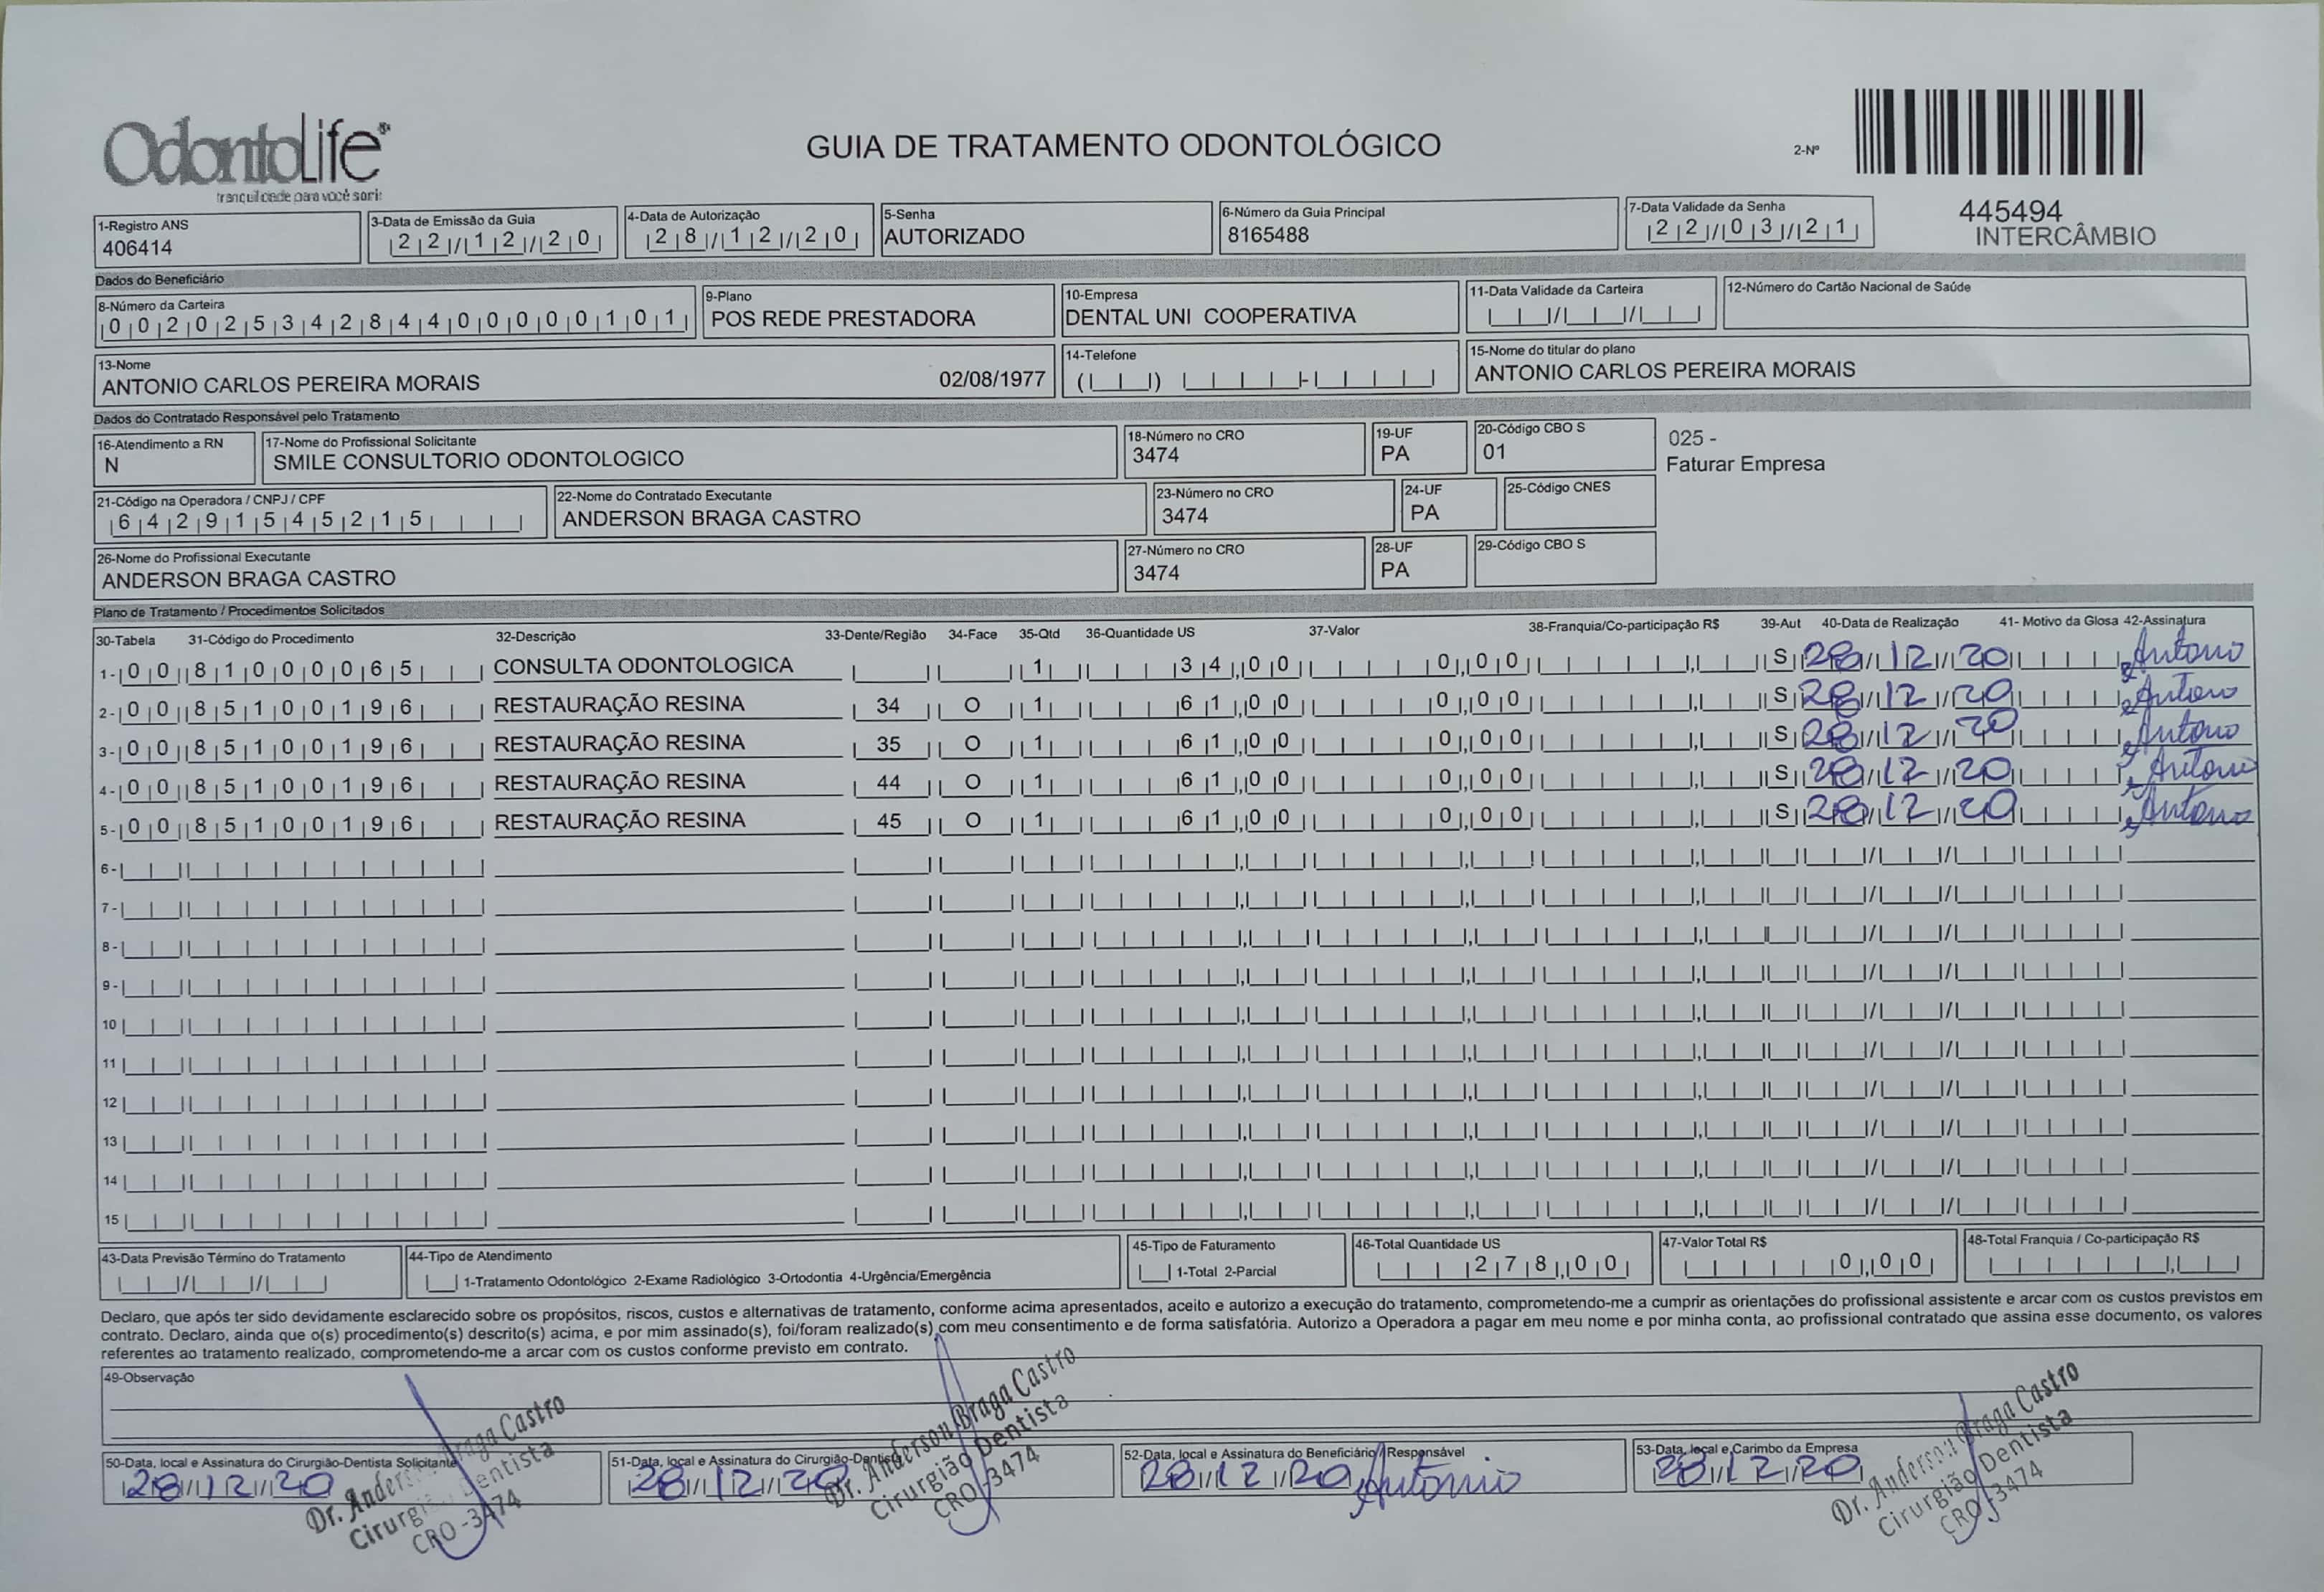 OdontoLife®
tranquilidade para você sorir
GUIA DE TRATAMENTO ODONTOLÓGICO
2-Nº
445494
INTERCÂMBIO
1-Registro ANS
406414
3-Data de Emissão da Guia
22/12/20
4-Data de Autorização
28/12/20
5-Senha
AUTORIZADO
6-Número da Guia Principal
8165488
7-Data Validade da Senha
22/03/21
Dados do Beneficiário
8-Número da Carteira
00202534284400000101
9-Plano
POS REDE PRESTADORA
10-Empresa
DENTAL UNI COOPERATIVA
11-Data Validade da Carteira
12-Número do Cartão Nacional de Saúde
13-Nome
ANTONIO CARLOS PEREIRA MORAIS 02/08/1977
14-Telefone
15-Nome do titular do plano
ANTONIO CARLOS PEREIRA MORAIS
Dados do Contratado Responsável pelo Tratamento
16-Atendimento a RN
N
17-Nome do Profissional Solicitante
SMILE CONSULTORIO ODONTOLOGICO
18-Número no CRO
3474
19-UF
PA
20-Código CBO S
01
025 -
Faturar Empresa
21-Código na Operadora / CNPJ / CPF
64291545215
22-Nome do Contratado Executante
ANDERSON BRAGA CASTRO
23-Número no CRO
3474
24-UF
PA
25-Código CNES
26-Nome do Profissional Executante
ANDERSON BRAGA CASTRO
27-Número no CRO
3474
28-UF
PA
29-Código CBO S
Plano de Tratamento / Procedimentos Solicitados
30-Tabela 31-Código do Procedimento 32-Descrição 33-Dente/Região 34-Face 35-Qtd 36-Quantidade US 37-Valor 38-Franquia/Co-participação R$ 39-Aut 40-Data de Realização 41- Motivo da Glosa 42-Assinatura
1- 00 81000065 CONSULTA ODONTOLOGICA 1 34,00 0,00 S 28/12/20 Antonio
2- 00 85100196 RESTAURAÇÃO RESINA 34 O 1 61,00 0,00 S 28/12/20 Antonio
3- 00 85100196 RESTAURAÇÃO RESINA 35 O 1 61,00 0,00 S 28/12/20 Antonio
4- 00 85100196 RESTAURAÇÃO RESINA 44 O 1 61,00 0,00 S 28/12/20 Antonio
5- 00 85100196 RESTAURAÇÃO RESINA 45 O 1 61,00 0,00 S 28/12/20 Antonio
6-
7-
8-
9-
10
11
12
13
14
15
43-Data Previsão Término do Tratamento
44-Tipo de Atendimento
1-Tratamento Odontológico 2-Exame Radiológico 3-Ortodontia 4-Urgência/Emergência
45-Tipo de Faturamento
1-Total 2-Parcial
46-Total Quantidade US
278,00
47-Valor Total R$
0,00
48-Total Franquia / Co-participação R$
Declaro, que após ter sido devidamente esclarecido sobre os propósitos, riscos, custos e alternativas de tratamento, conforme acima apresentados, aceito e autorizo a execução do tratamento, comprometendo-me a cumprir as orientações do profissional assistente e arcar com os custos previstos em
contrato. Declaro, ainda que o(s) procedimento(s) descrito(s) acima, e por mim assinado(s), foi/foram realizado(s) com meu consentimento e de forma satisfatória. Autorizo a Operadora a pagar em meu nome e por minha conta, ao profissional contratado que assina esse documento, os valores
referentes ao tratamento realizado, comprometendo-me a arcar com os custos conforme previsto em contrato.
49-Observação
50-Data, local e Assinatura do Cirurgião-Dentista Solicitante
28/12/20
Dr. Anderson Braga Castro
Cirurgião Dentista
CRO -3474
51-Data, local e Assinatura do Cirurgião-Dentista
28/12/20
Dr. Anderson Braga Castro
Cirurgião Dentista
CRO -3474
52-Data, local e Assinatura do Beneficiário / Responsável
28/12/20 Antonio
53-Data, local e Carimbo da Empresa
28/12/20
Dr. Anderson Braga Castro
Cirurgião Dentista
CRO -3474